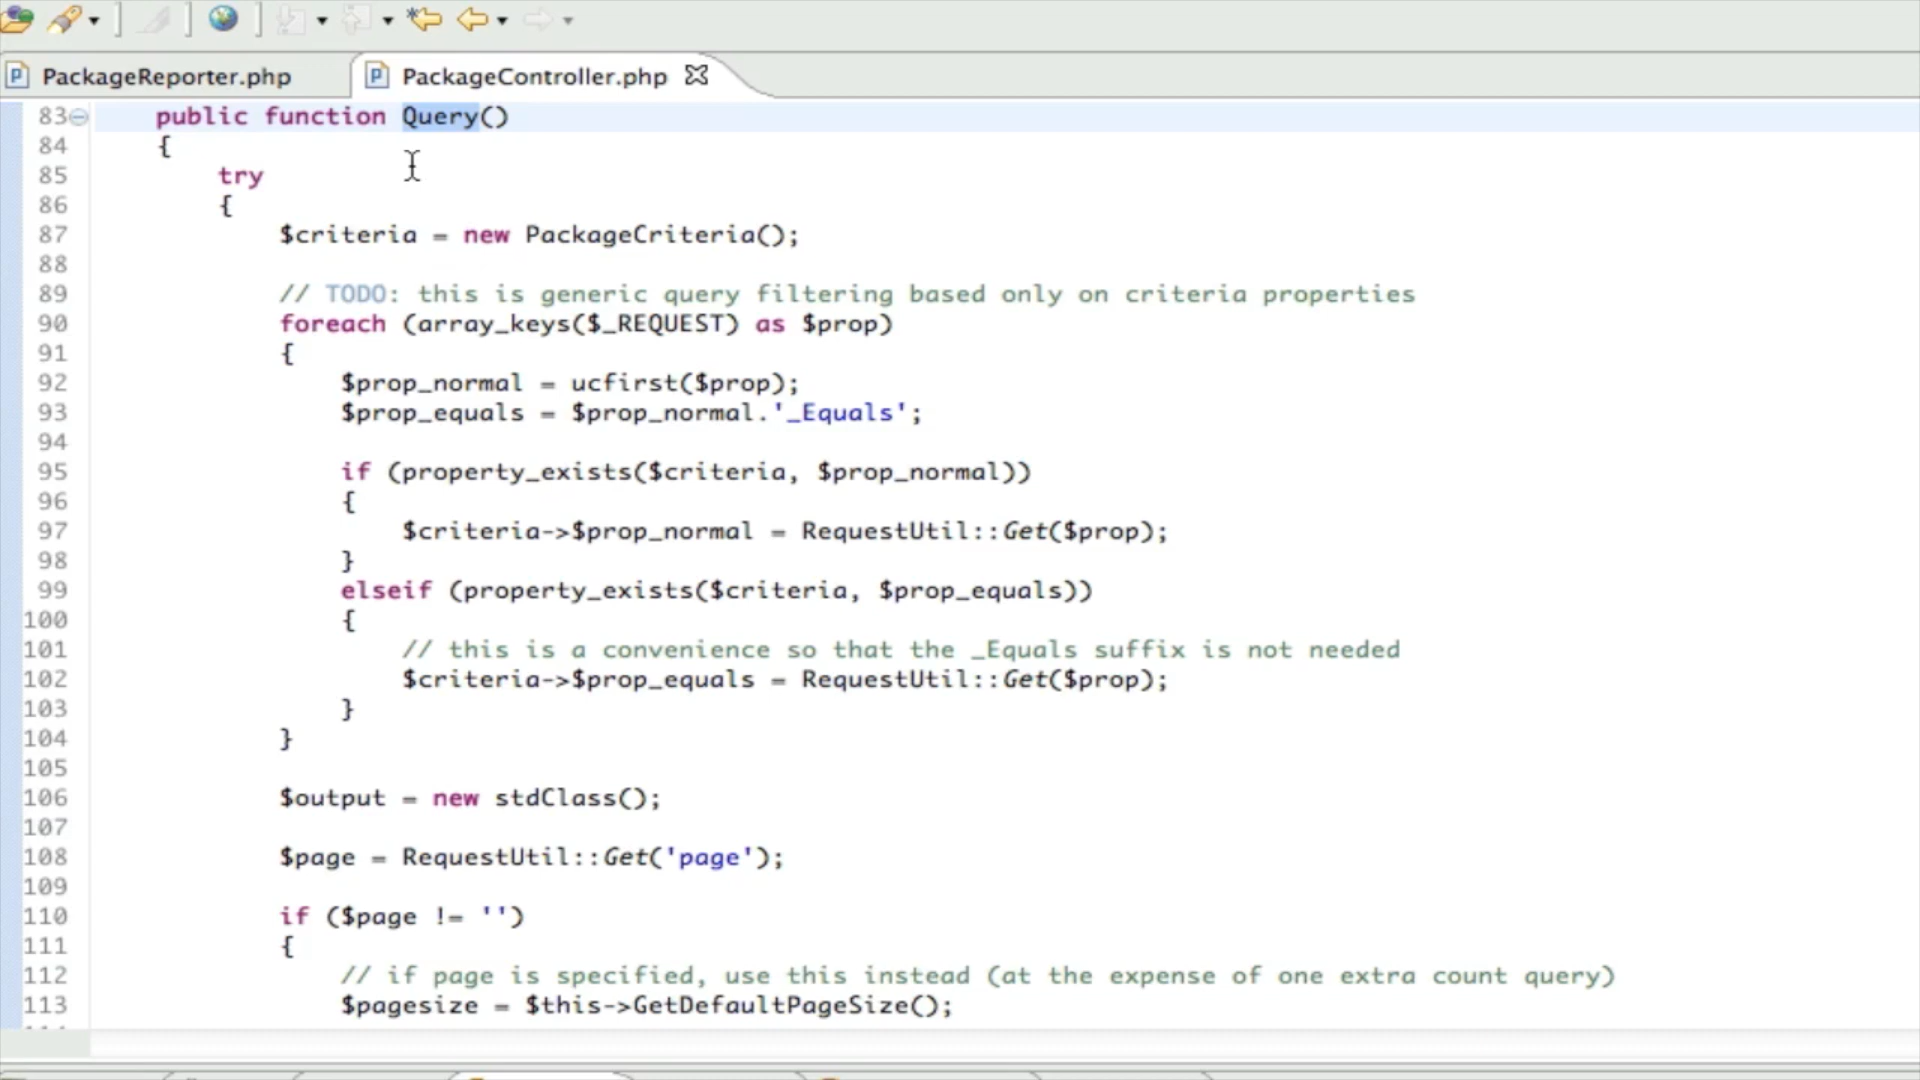 PackageReporter.php
PackageController.php
83 public function Query()
84 {
85 try
86 {
87 $criteria = new PackageCriteria();
88
89 // TODO: this is generic query filtering based only on criteria properties
90 foreach (array_keys($_REQUEST) as $prop)
91 {
92 $prop_normal = ucfirst($prop);
93 $prop_equals = $prop_normal.'_Equals';
94
95 if (property_exists($criteria, $prop_normal))
96 {
97 $criteria->$prop_normal = RequestUtil::Get($prop);
98 }
99 elseif (property_exists($criteria, $prop_equals))
100 {
101 // this is a convenience so that the _Equals suffix is not needed
102 $criteria->$prop_equals = RequestUtil::Get($prop);
103 }
104 }
105
106 $output = new stdClass();
107
108 $page = RequestUtil::Get('page');
109
110 if ($page != '')
111 {
112 // if page is specified, use this instead (at the expense of one extra count query)
113 $pagesize = $this->GetDefaultPageSize();